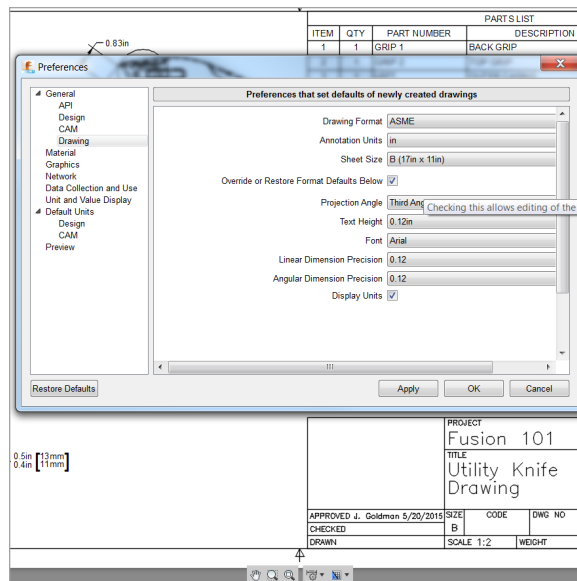 PARTS LIST
ITEM QTY PART NUMBER DESCRIPTION
1 1 GRIP 1 BACK GRIP
0.83in
Preferences
General
API
Design
CAM
Drawing
Material
Graphics
Network
Data Collection and Use
Unit and Value Display
Default Units
Design
CAM
Preview
Preferences that set defaults of newly created drawings
Drawing Format ASME
Annotation Units in
Sheet Size B (17in x 11in)
Override or Restore Format Defaults Below
Projection Angle Third Ang
Checking this allows editing of the
Text Height 0.12in
Font Arial
Linear Dimension Precision 0.12
Angular Dimension Precision 0.12
Display Units
Restore Defaults Apply OK Cancel
0.5in [13mm]
0.4in [11mm]
PROJECT
Fusion 101
TITLE
Utility Knife
Drawing
APPROVED J. Goldman 5/20/2015 SIZE CODE DWG NO
CHECKED B
DRAWN SCALE 1:2 WEIGHT